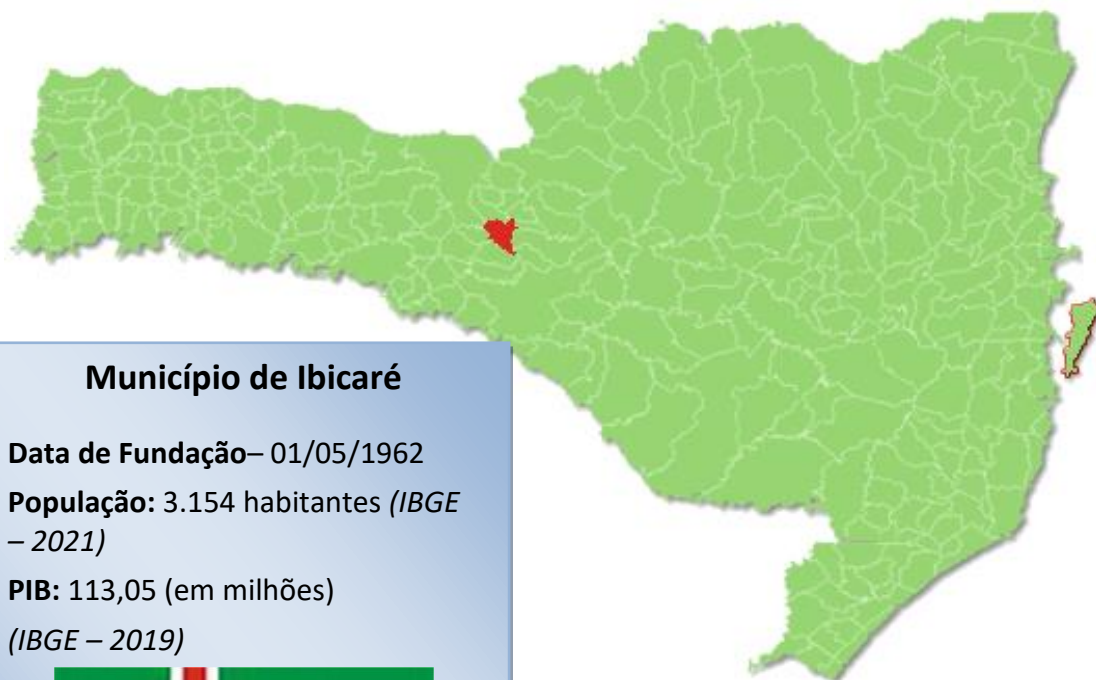 Município de Ibicaré
Data de Fundação– 01/05/1962
População: 3.154 habitantes (IBGE
– 2021)
PIB: 113,05 (em milhões)
(IBGE – 2019)